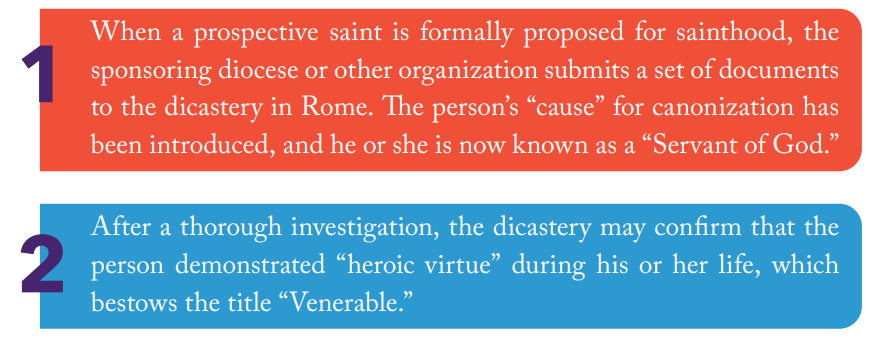 1
When a prospective saint is formally proposed for sainthood, the
sponsoring diocese or other organization submits a set of documents
to the dicastery in Rome. The person’s “cause” for canonization has
been introduced, and he or she is now known as a “Servant of God.”
2
After a thorough investigation, the dicastery may confirm that the
person demonstrated “heroic virtue” during his or her life, which
bestows the title “Venerable.”